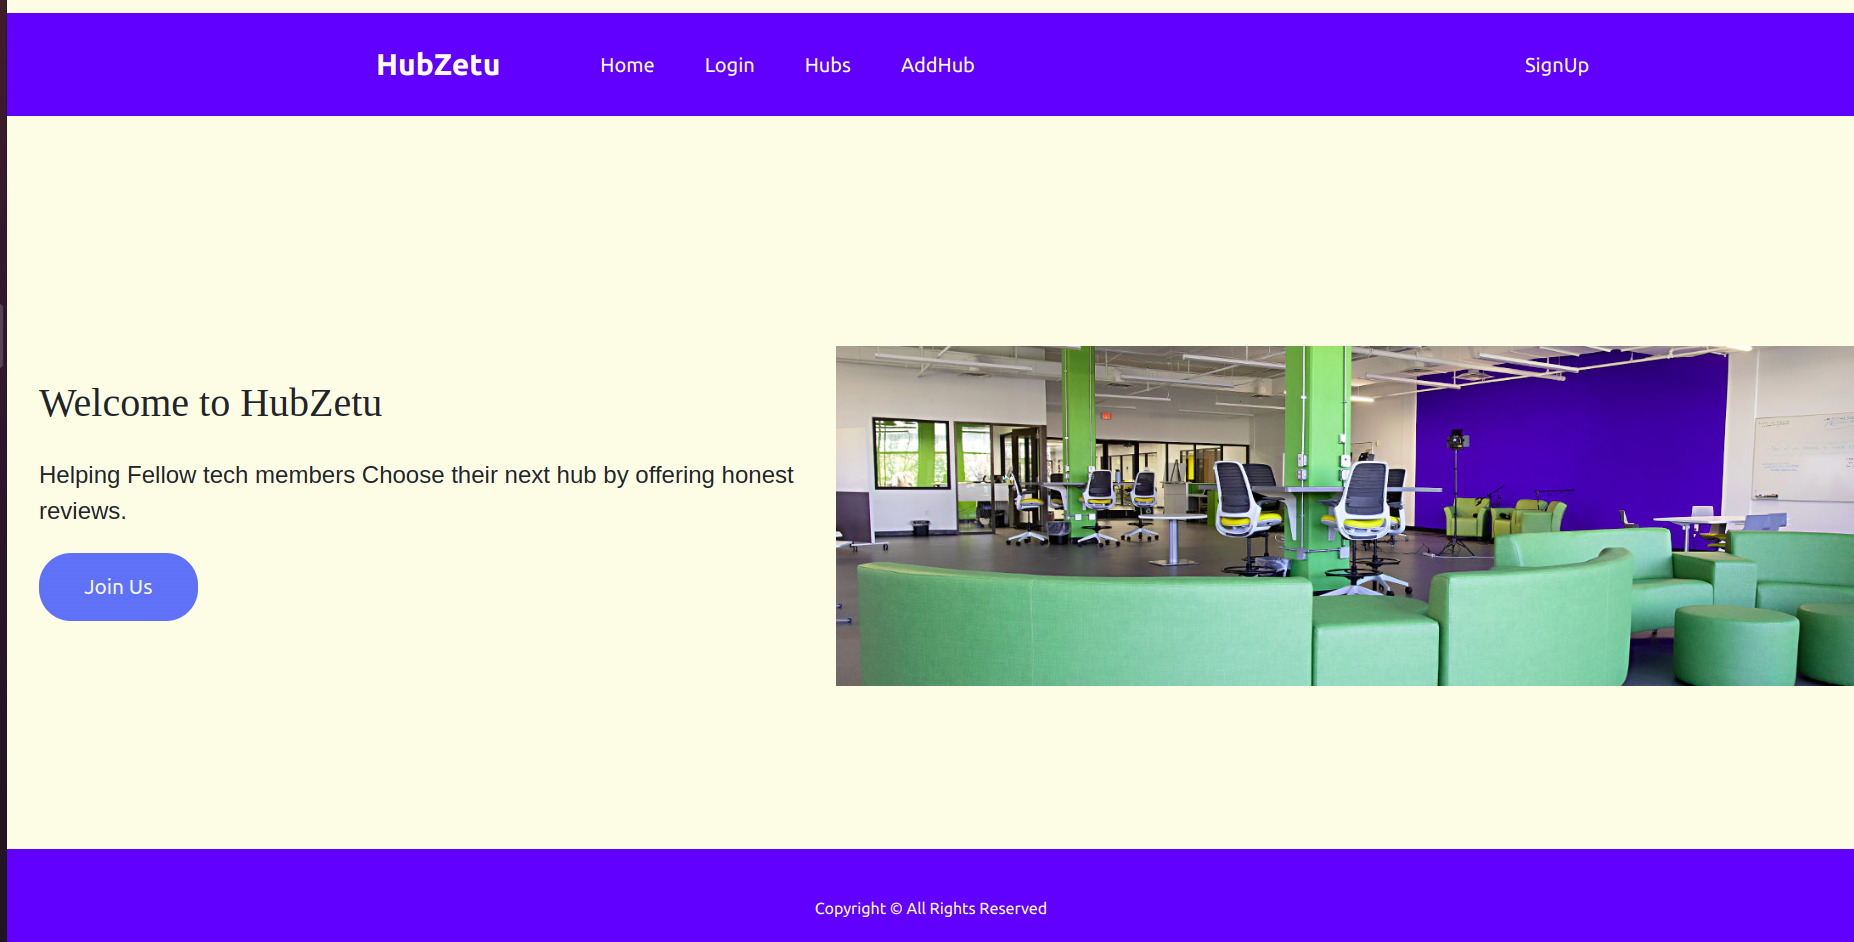 HubZetu Home Login Hubs AddHub SignUp
Welcome to HubZetu
Helping Fellow tech members Choose their next hub by offering honest
reviews.
Join Us
Copyright © All Rights Reserved